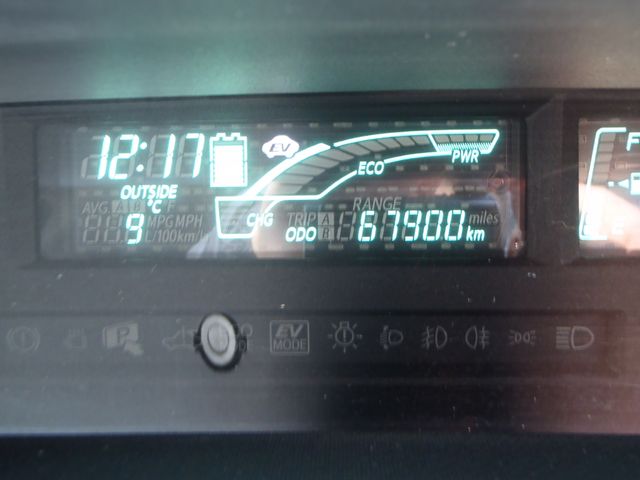 12:17 EV F
ECO PWR
OUTSIDE
°C
AVG. A B RANGE
9 MPG MPH CHG TRIP A 67900 miles
L/100km/h ODO B km E
P EV
MODE